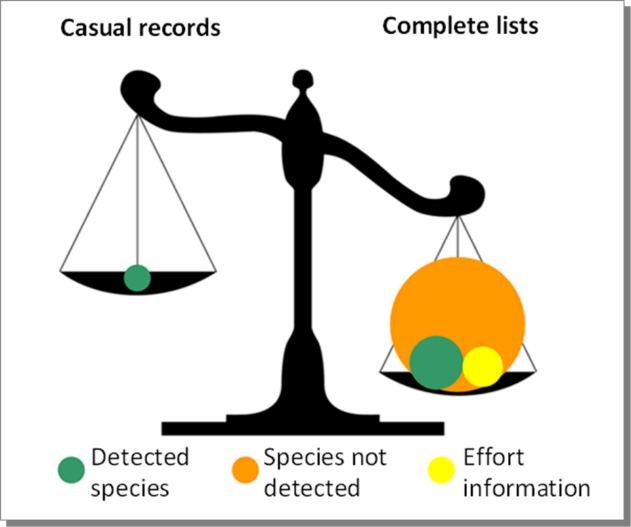 Casual records
Complete lists
Detected
species
Species not
detected
Effort
information